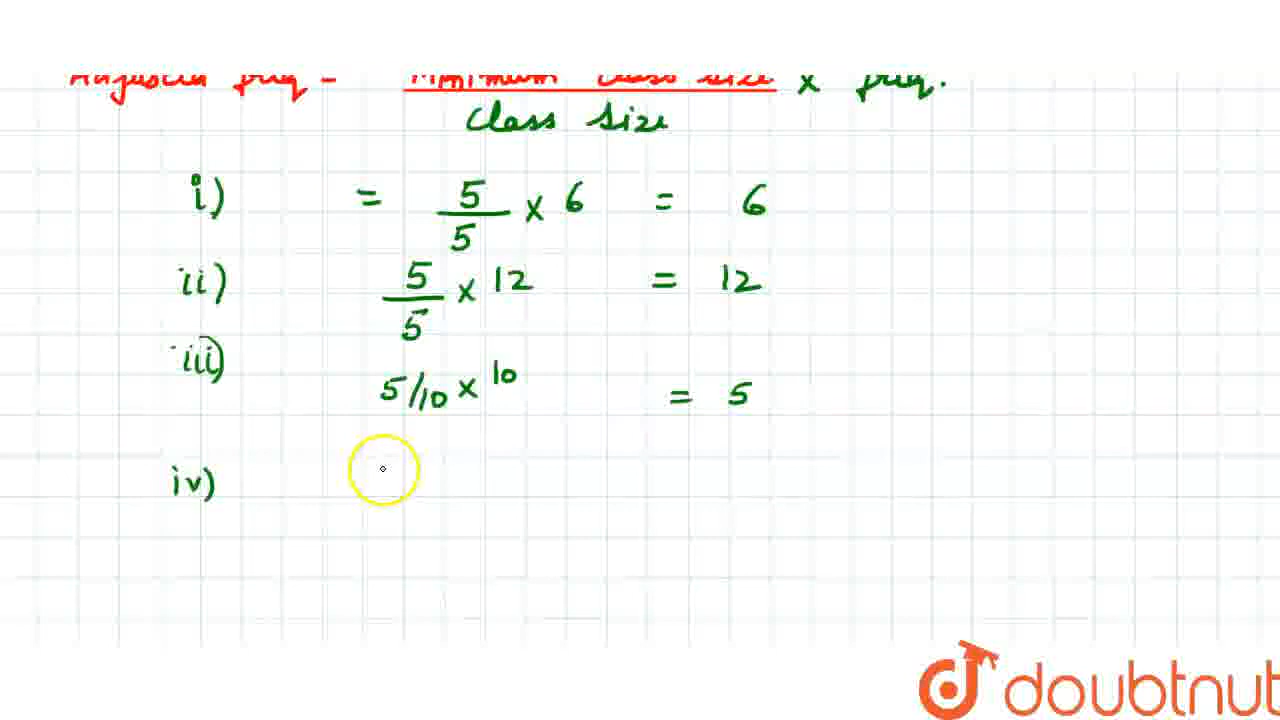 Adjusted freq = Minimum class size × freq.
class size
i) = 5/5 × 6 = 6
ii) 5/5 × 12 = 12
iii) 5/10 × 10 = 5
iv)
doubtnut